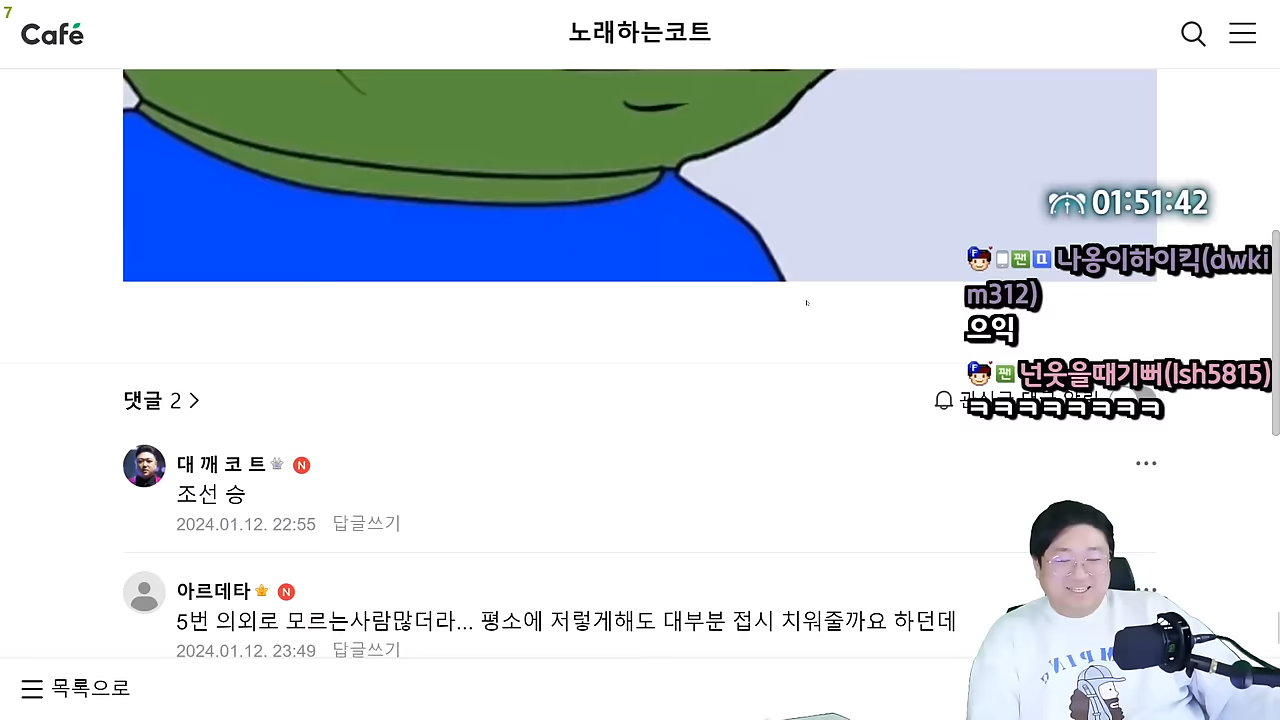 7
Café
노래하는코트
01:51:42
나옹이하이킥(dwki
m312)
으익
넌웃을때기뻐(lsh5815)
ㅋㅋㅋㅋㅋㅋㅋㅋ
댓글 2
대 깨 코 트 N
조선 승
2024.01.12. 22:55 답글쓰기
아르데타 N
5번 의외로 모르는사람많더라... 평소에 저렇게해도 대부분 접시 치워줄까요 하던데
2024.01.12. 23:49 답글쓰기
목록으로